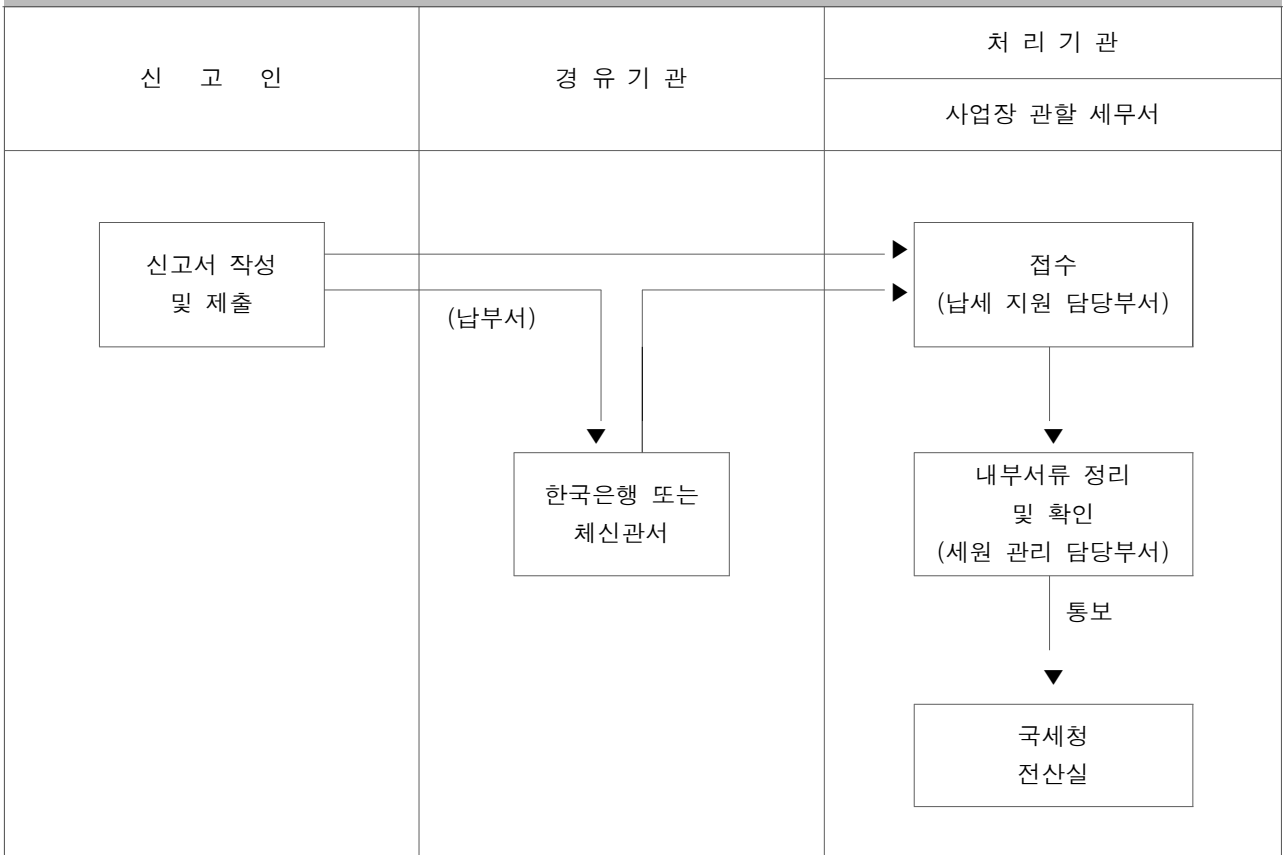 신 고 인
경 유 기 관
처 리 기 관
사업장 관할 세무서
신고서 작성
및 제출
(납부서)
접수
(납세 지원 담당부서)
한국은행 또는
체신관서
내부서류 정리
및 확인
(세원 관리 담당부서)
통보
국세청
전산실